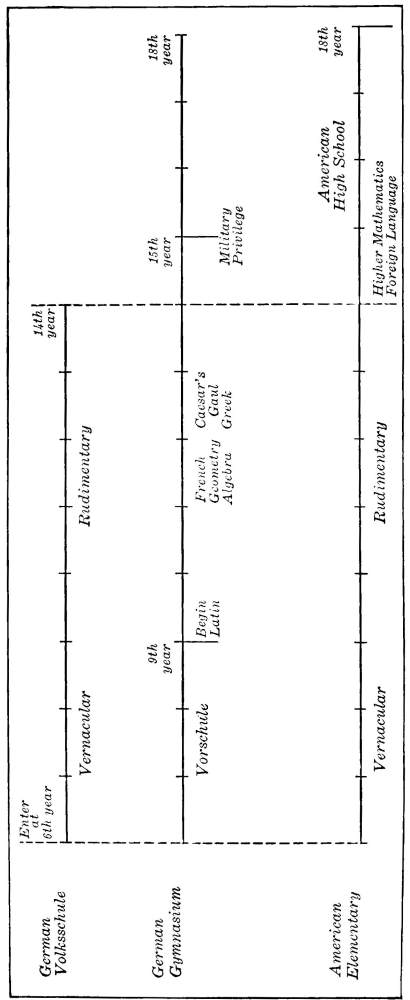 Enter
at
6th year
14th
year
German
Volksschule
Vernacular
Rudimentary
9th
year
15th
year
18th
year
German
Gymnasium
Vorschule
Begin
Latin
French
Geometry
Algebra
Caesar's
Gaul
Greek
Military
Privilege
American
High School
18th
year
American
Elementary
Vernacular
Rudimentary
Higher Mathematics
Foreign Language